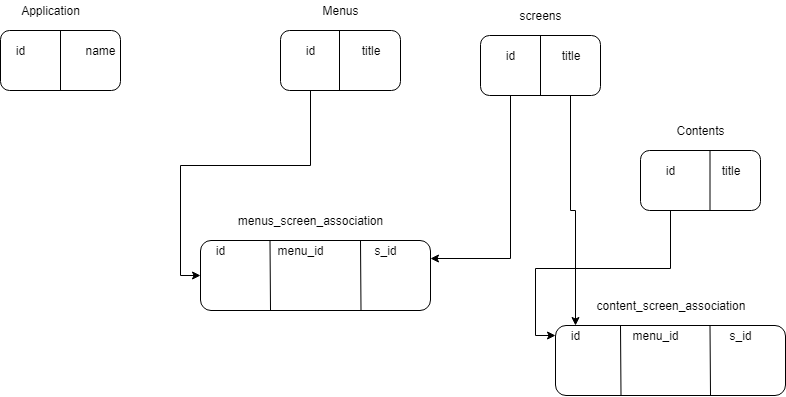 Application
id name
Menus
id title
screens
id title
Contents
id title
menus_screen_association
id menu_id s_id
content_screen_association
id menu_id s_id